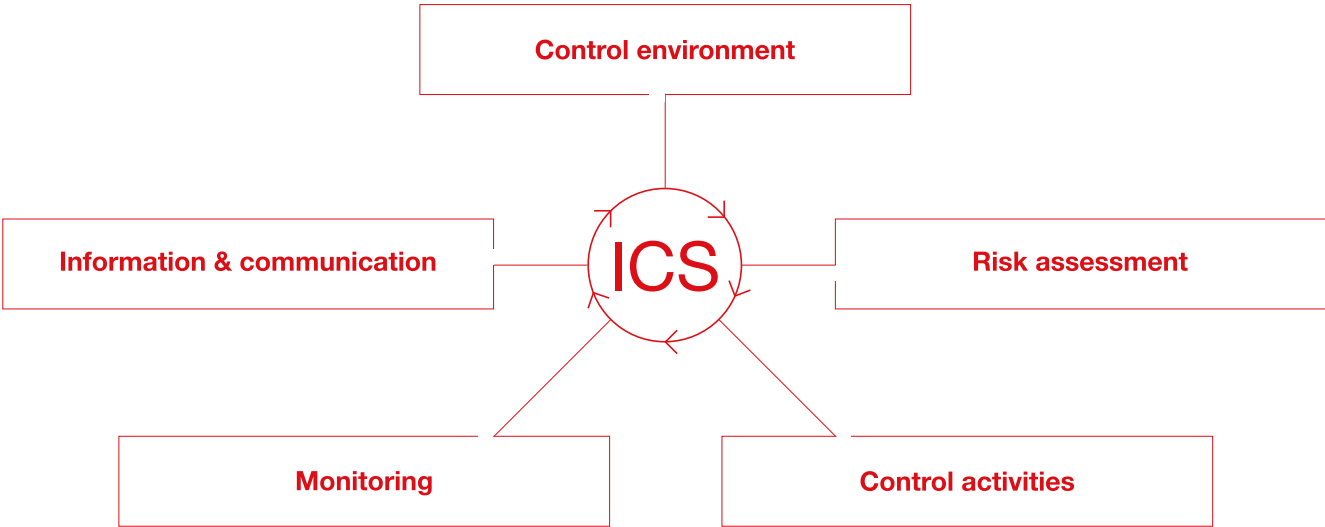 Control environment
Information & communication
ICS
Risk assessment
Monitoring
Control activities